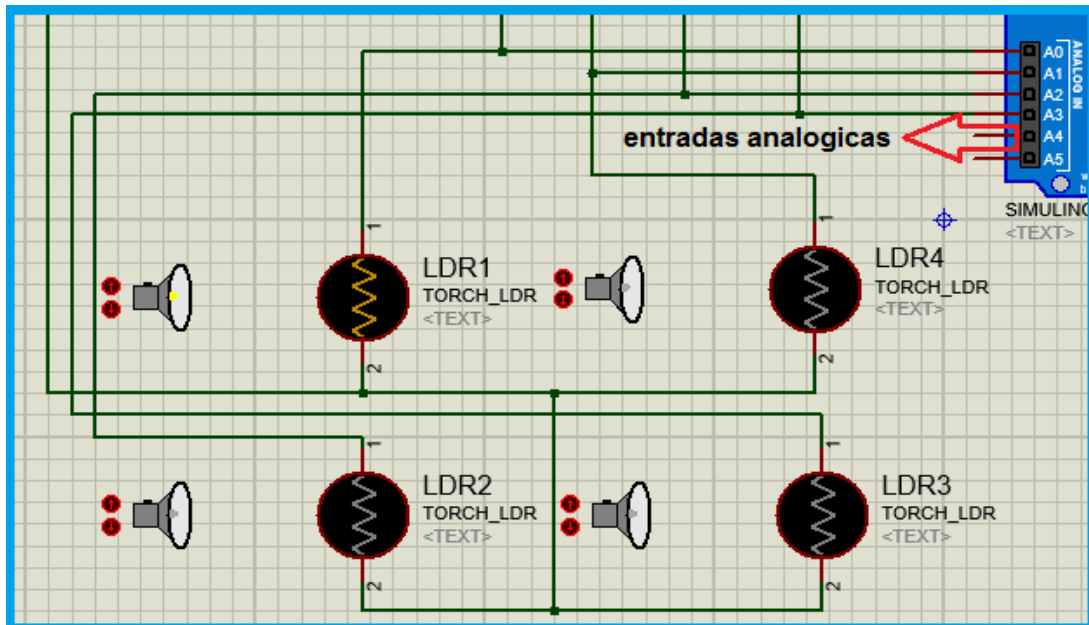 A0
ANALOG IN
A1
A2
A3
entradas analogicas
A4
A5
SIMULINO
<TEXT>
1
LDR1
TORCH_LDR
<TEXT>
2
1
LDR4
TORCH_LDR
<TEXT>
2
1
LDR2
TORCH_LDR
<TEXT>
2
1
LDR3
TORCH_LDR
<TEXT>
2